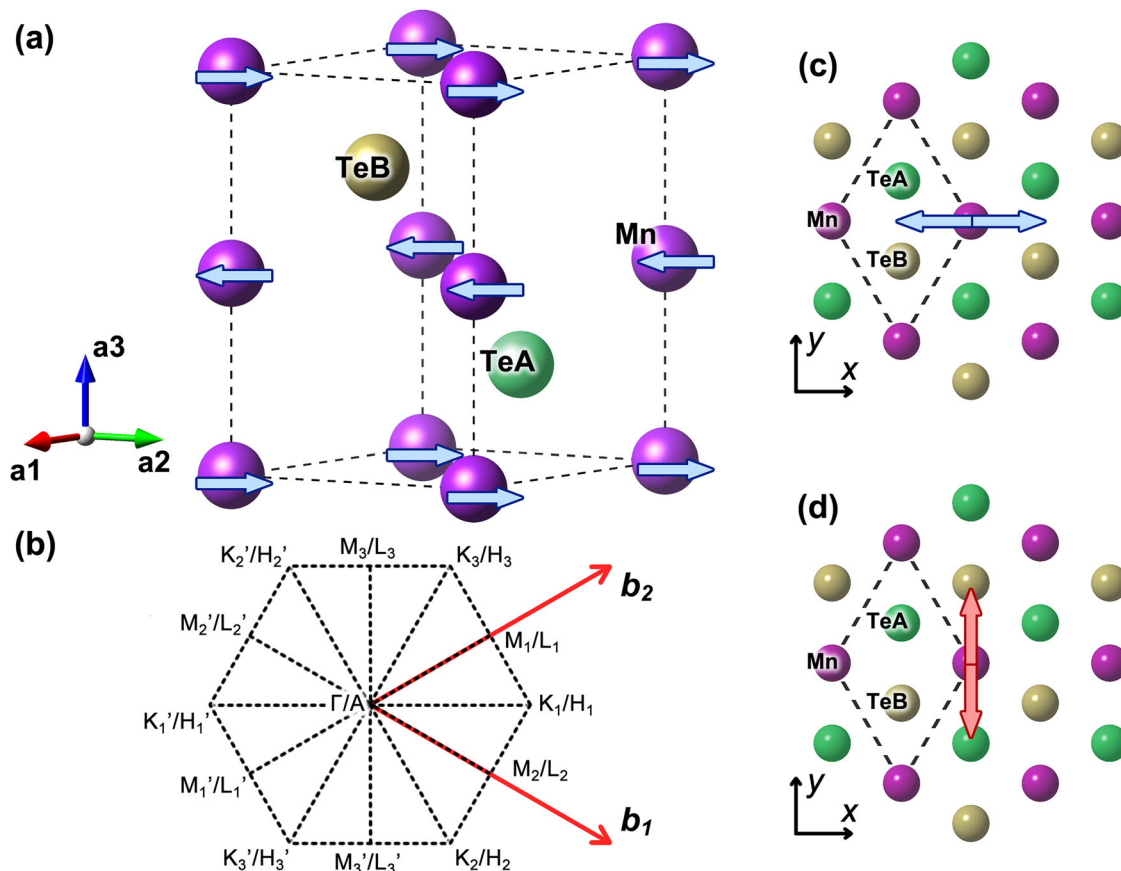 (a)
TeB
Mn
TeA
a3
a1
a2
(b)
K₂'/H₂'
M₃/L₃
K₃/H₃
b₂
M₂'/L₂'
M₁/L₁
Γ/A
K₁'/H₁'
K₁/H₁
M₁'/L₁'
M₂/L₂
b₁
K₃'/H₃'
M₃'/L₃'
K₂/H₂
(c)
TeA
Mn
TeB
y
x
(d)
TeA
Mn
TeB
y
x